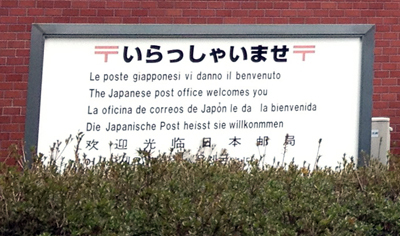 〒いらっしゃいませ〒
Le poste giapponesi vi danno il benvenuto
The Japanese post office welcomes you
La oficina de correos de Japón le da la bienvenida
Die Japanische Post heisst sie willkonmmen
欢迎光临日本邮局